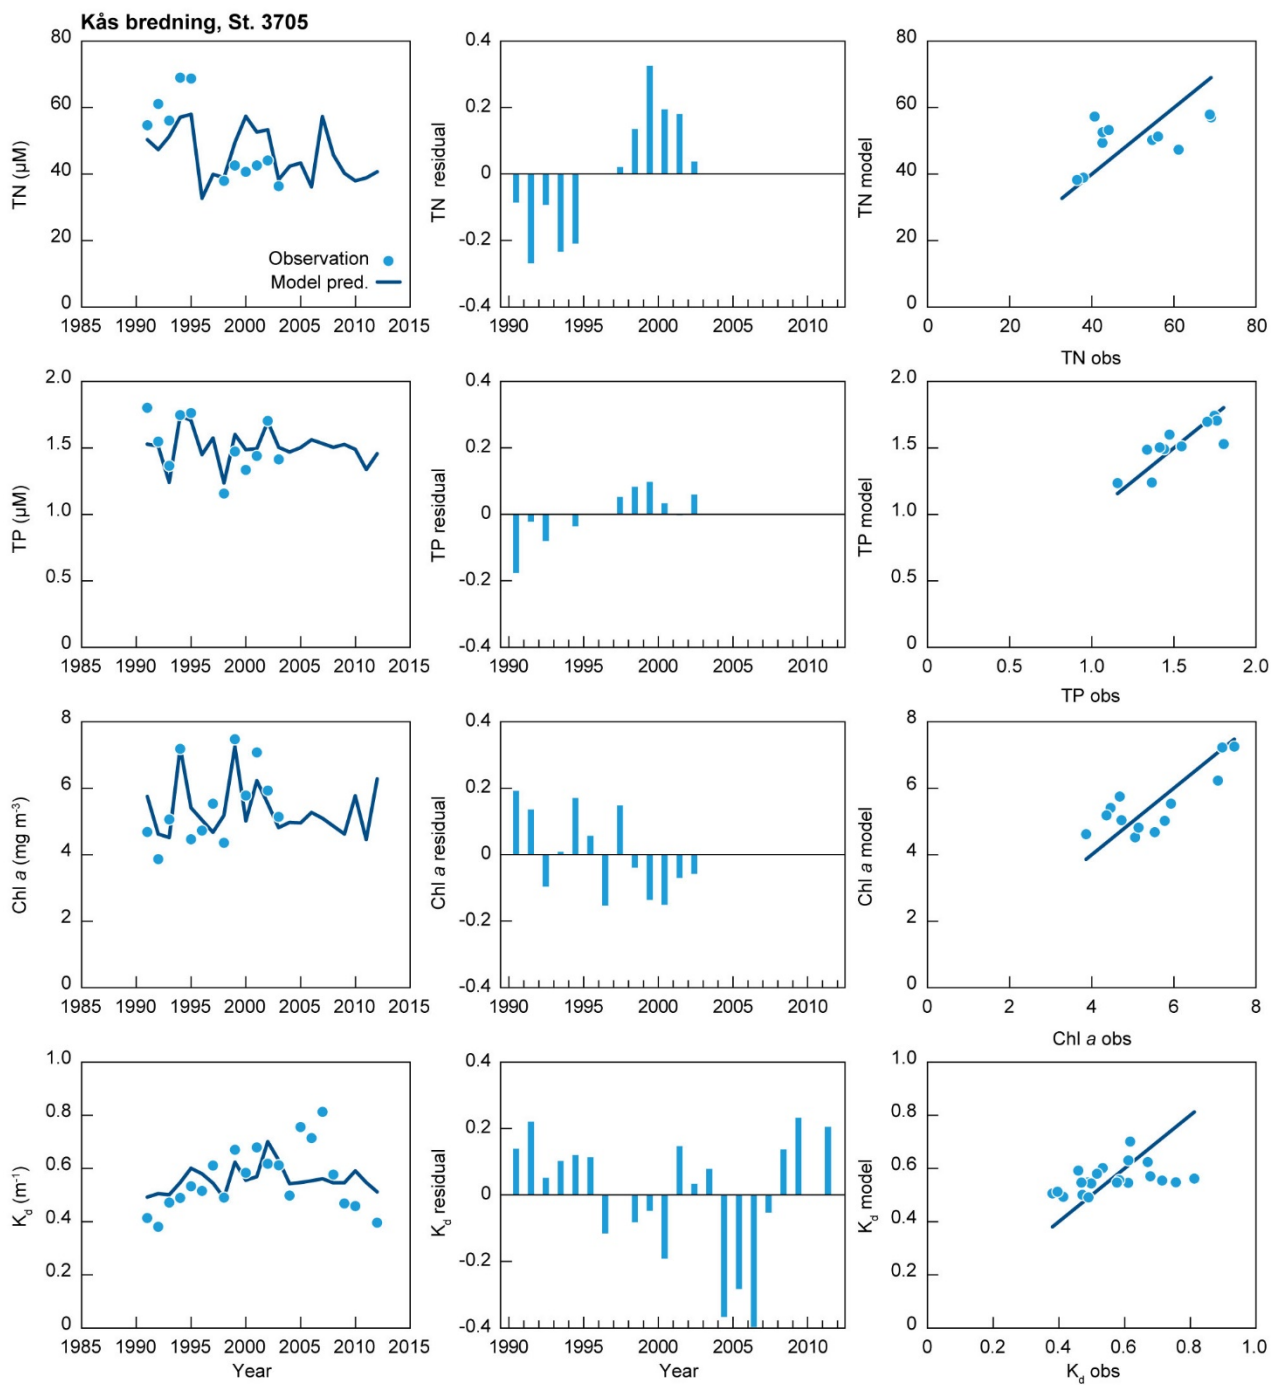 Kås bredning, St. 3705
80
60
40
20
0
TN (µM)
Observation
Model pred.
1985 1990 1995 2000 2005 2010 2015
0.4
0.2
0
-0.2
-0.4
TN residual
1990 1995 2000 2005 2010
80
60
40
20
0
TN model
0 20 40 60 80
TN obs
2.0
1.5
1.0
0.5
0
TP (µM)
1985 1990 1995 2000 2005 2010 2015
0.4
0.2
0
-0.2
-0.4
TP residual
1990 1995 2000 2005 2010
2.0
1.5
1.0
0.5
0
TP model
0 0.5 1.0 1.5 2.0
TP obs
8
6
4
2
0
Chl a (mg m⁻³)
1985 1990 1995 2000 2005 2010 2015
0.4
0.2
0
-0.2
-0.4
Chl a residual
1990 1995 2000 2005 2010
8
6
4
2
0
Chl a model
0 2 4 6 8
Chl a obs
1.0
0.8
0.6
0.4
0.2
0
K_d (m⁻¹)
1985 1990 1995 2000 2005 2010 2015
Year
0.4
0.2
0
-0.2
-0.4
K_d residual
1990 1995 2000 2005 2010
Year
1.0
0.8
0.6
0.4
0.2
0
K_d model
0 0.2 0.4 0.6 0.8 1.0
K_d obs